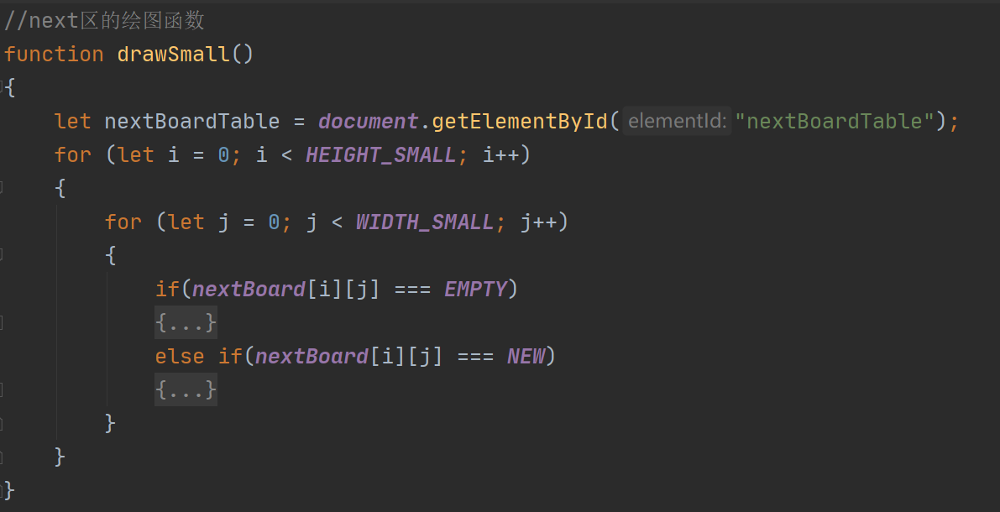 //next区的绘图函数
function drawSmall()
{
    let nextBoardTable = document.getElementById( elementId: "nextBoardTable");
    for (let i = 0; i < HEIGHT_SMALL; i++)
    {
        for (let j = 0; j < WIDTH_SMALL; j++)
        {
            if(nextBoard[i][j] === EMPTY)
            {...}
            else if(nextBoard[i][j] === NEW)
            {...}
        }
    }
}